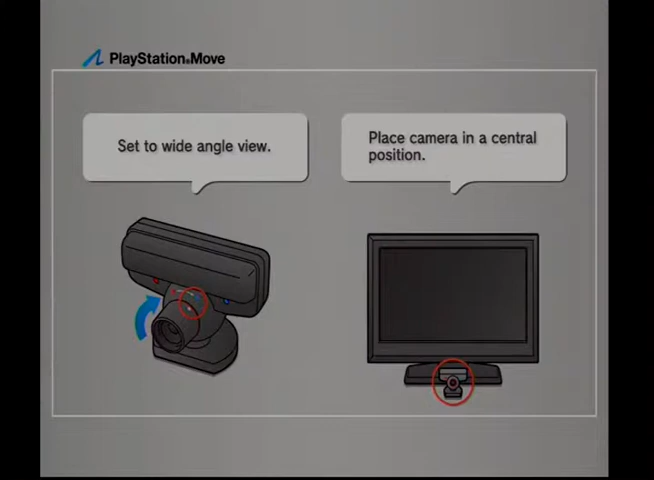 PlayStation®Move
Set to wide angle view.
Place camera in a central
position.